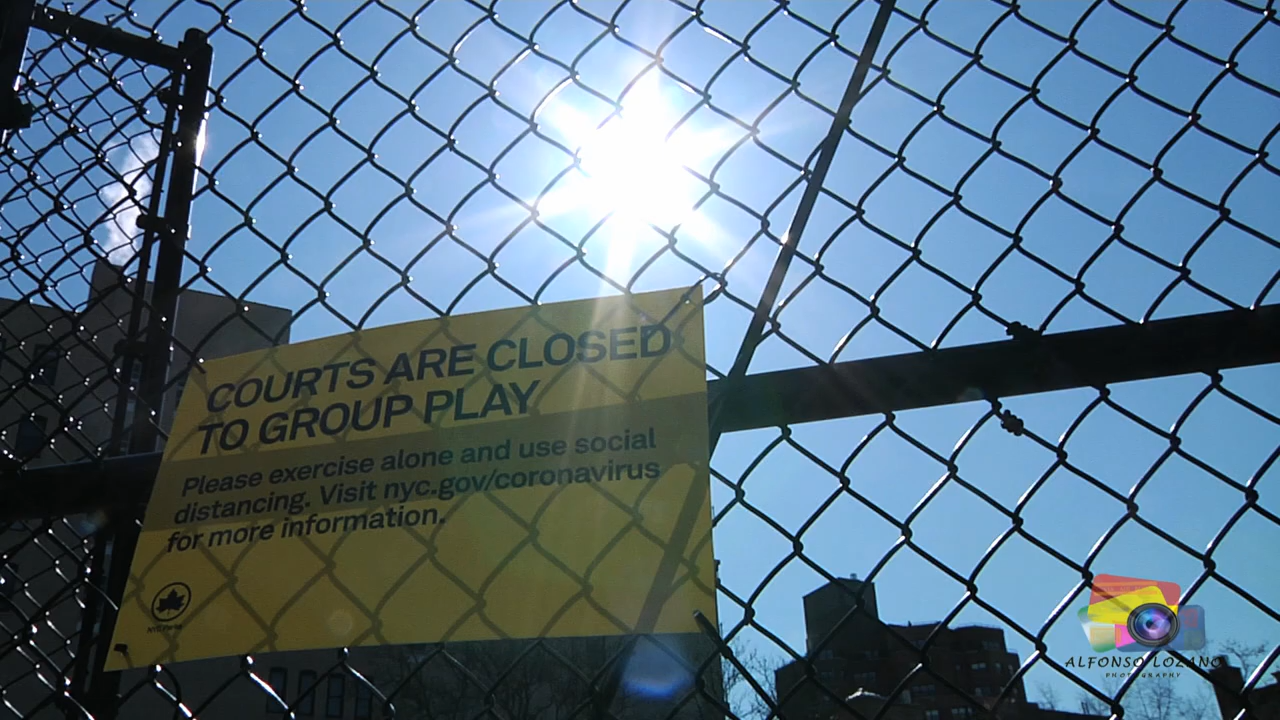 COURTS ARE CLOSED
TO GROUP PLAY
Please exercise alone and use social
distancing. Visit nyc.gov/coronavirus
for more information.
ALFONSO LOZANO
PHOTOGRAPHY